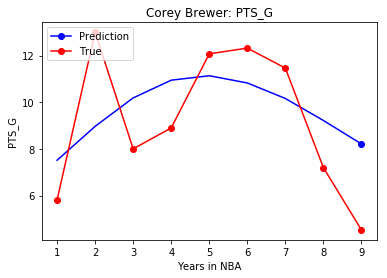 Corey Brewer: PTS_G
Prediction
True
PTS_G
12
10
8
6
1 2 3 4 5 6 7 8 9
Years in NBA